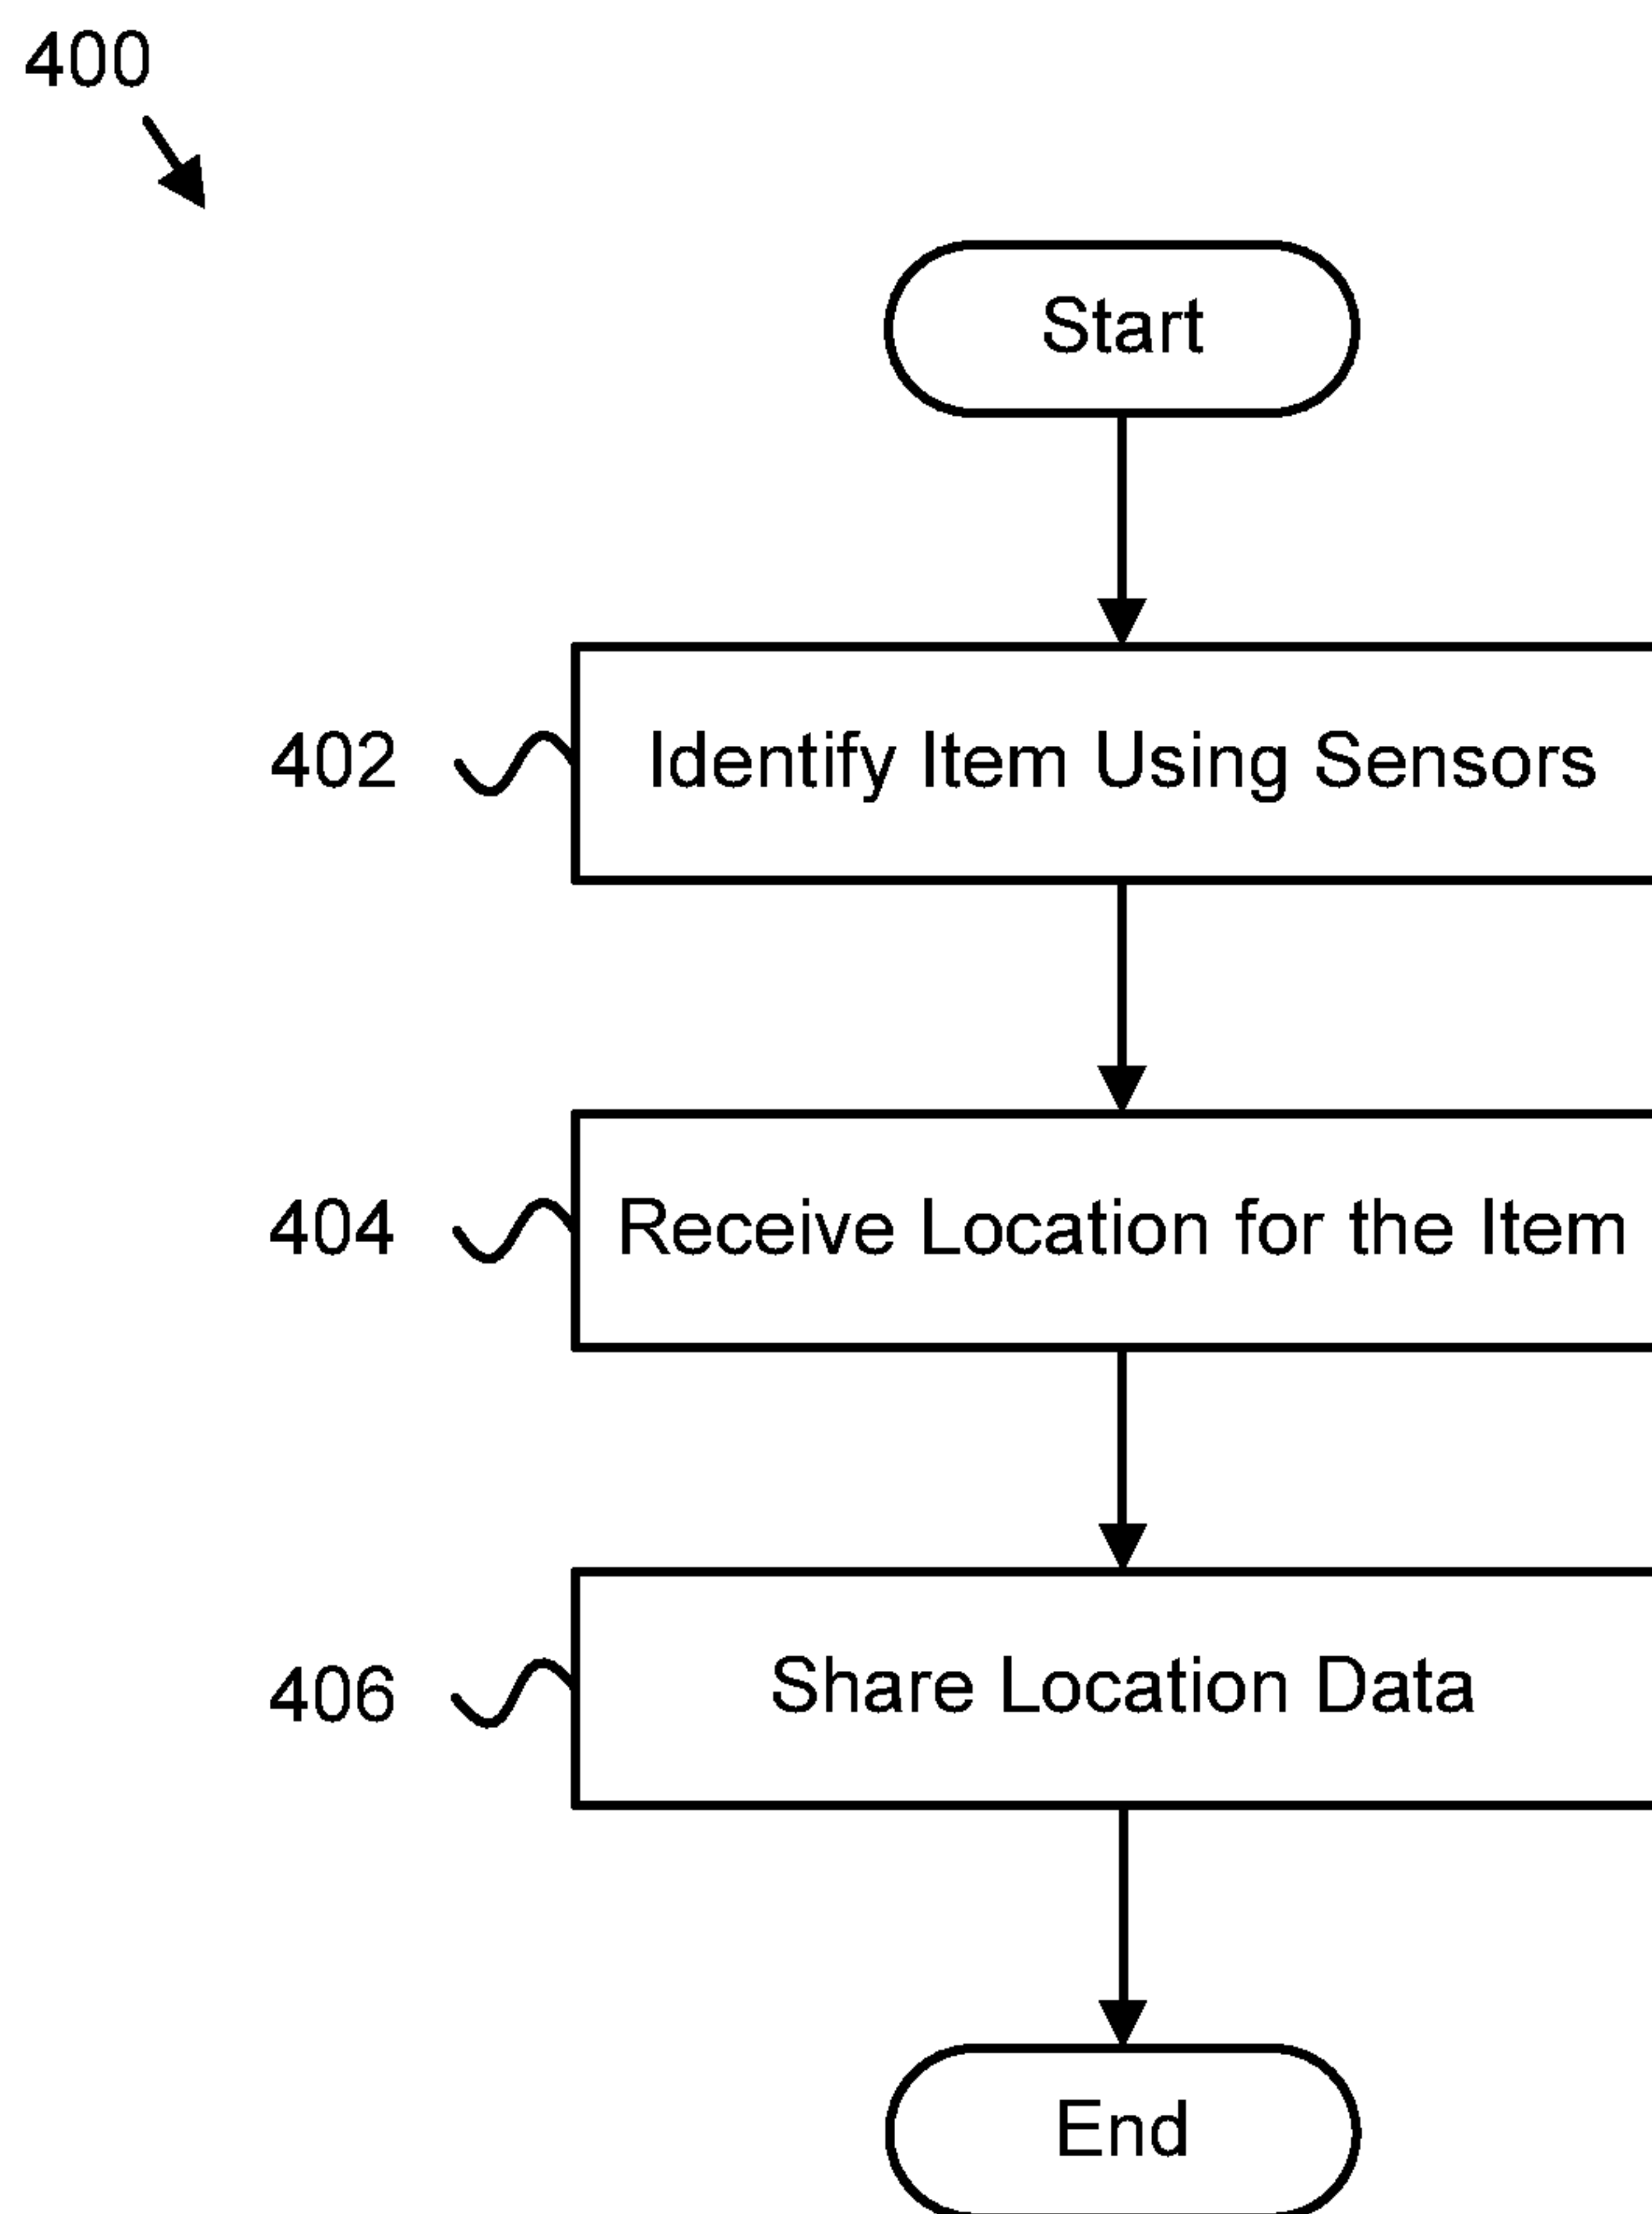 400
Start
402
Identify Item Using Sensors
404
Receive Location for the Item
406
Share Location Data
End